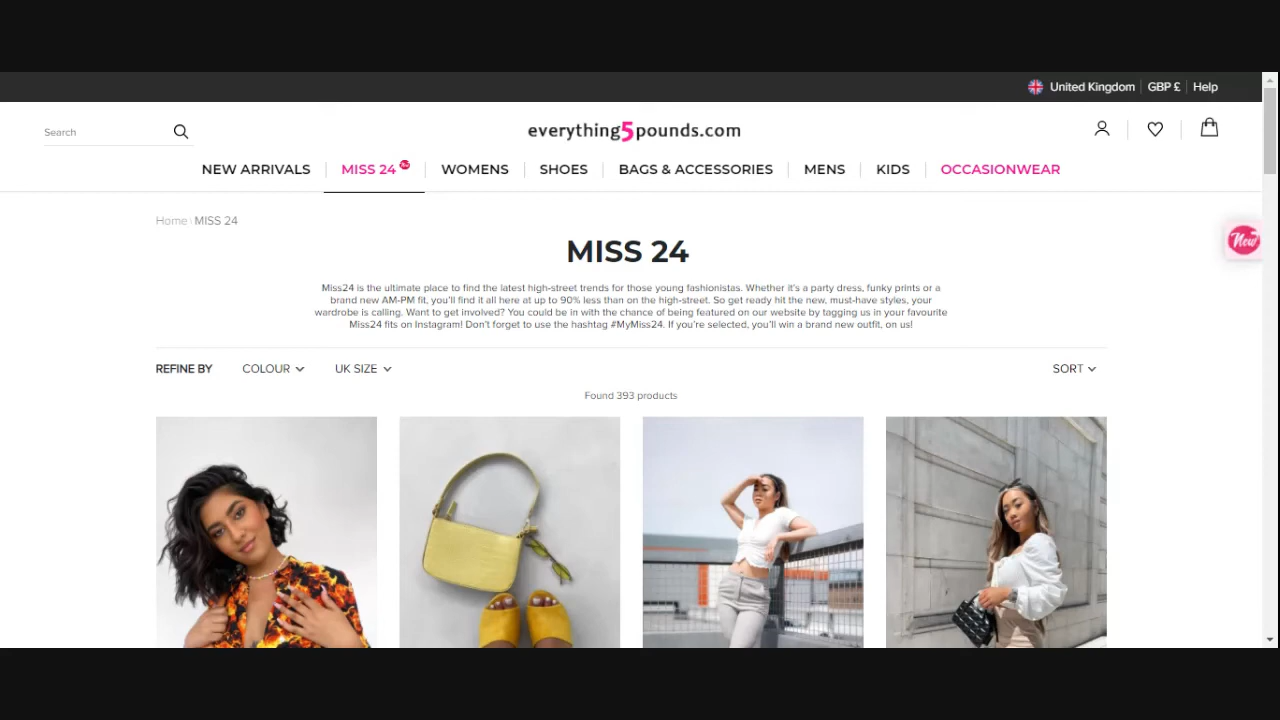 United Kingdom GBP £ Help
Search
everything5pounds.com
NEW ARRIVALS MISS 24 New WOMENS SHOES BAGS & ACCESSORIES MENS KIDS OCCASIONWEAR
Home › MISS 24
New
MISS 24
Miss24 is the ultimate place to find the latest high-street trends for those young fashionistas. Whether it's a party dress, funky prints or a
brand new AM-PM fit, you'll find it all here at up to 90% less than on the high-street. So get ready hit the new, must-have styles, your
wardrobe is calling. Want to get involved? You could be in with the chance of being featured on our website by tagging us in your favourite
Miss24 fits on Instagram! Don't forget to use the hashtag #MyMiss24. If you're selected, you'll win a brand new outfit, on us!
REFINE BY COLOUR UK SIZE SORT
Found 393 products